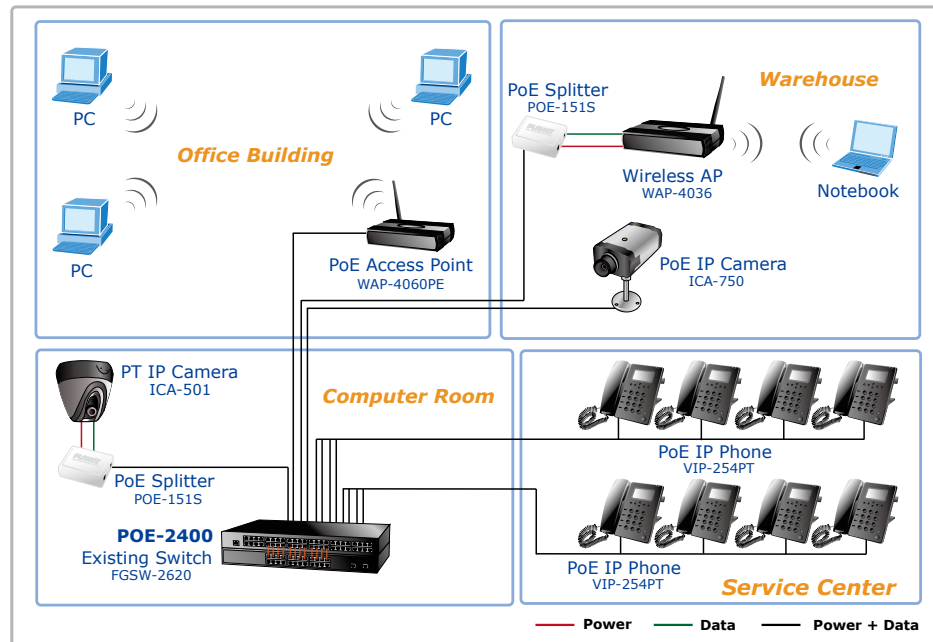 PC
PC
Office Building
PC
PoE Access Point
WAP-4060PE
PoE Splitter
POE-151S
Warehouse
Wireless AP
WAP-4036
Notebook
PoE IP Camera
ICA-750
PT IP Camera
ICA-501
Computer Room
PoE Splitter
POE-151S
POE-2400
Existing Switch
FGSW-2620
PoE IP Phone
VIP-254PT
PoE IP Phone
VIP-254PT
Service Center
Power
Data
Power + Data